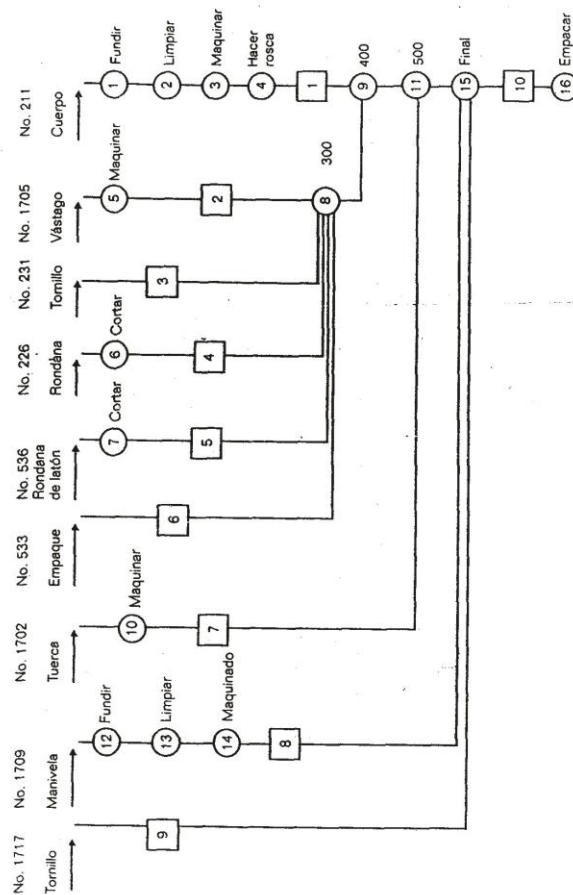 No. 1717
Tornillo
9
No. 1709
Manivela
12 Fundir
13 Limpiar
14 Maquinado
8
No. 1702
Tuerca
10 Maquinar
7
No. 533
Empaque
6
No. 536
Rondana
de latón
7 Cortar
5
No. 226
Rondana
6 Cortar
4
No. 231
Tornillo
3
No. 1705
Vástago
5 Maquinar
2
8 300
No. 211
Cuerpo
1 Fundir
2 Limpiar
3 Maquinar
4 Hacer
rosca
1
9 400
11 500
15 Final
10
16 Empacar